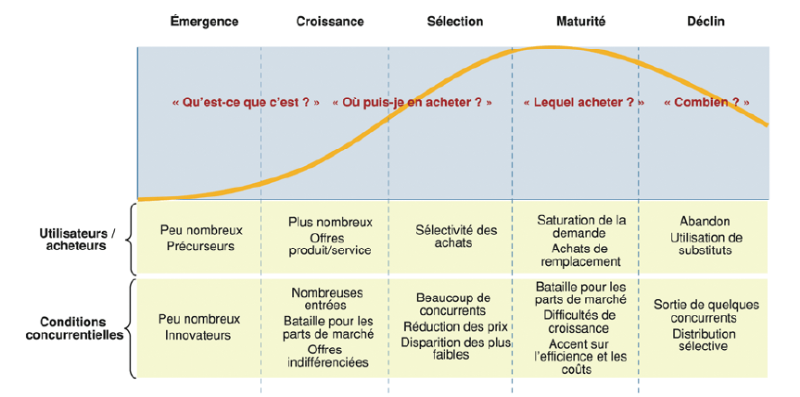 Émergence
Croissance
Sélection
Maturité
Déclin
« Qu'est-ce que c'est ? »
« Où puis-je en acheter ? »
« Lequel acheter ? »
« Combien ? »
Utilisateurs /
acheteurs
Peu nombreux
Précurseurs
Plus nombreux
Offres
produit/service
Sélectivité des
achats
Saturation de la
demande
Achats de
remplacement
Abandon
Utilisation de
substituts
Conditions
concurrentielles
Peu nombreux
Innovateurs
Nombreuses
entrées
Bataille pour les
parts de marché
Offres
indifférenciées
Beaucoup de
concurrents
Réduction des prix
Disparition des plus
faibles
Bataille pour les
parts de marché
Difficultés de
croissance
Accent sur
l'efficience et les
coûts
Sortie de quelques
concurrents
Distribution
sélective